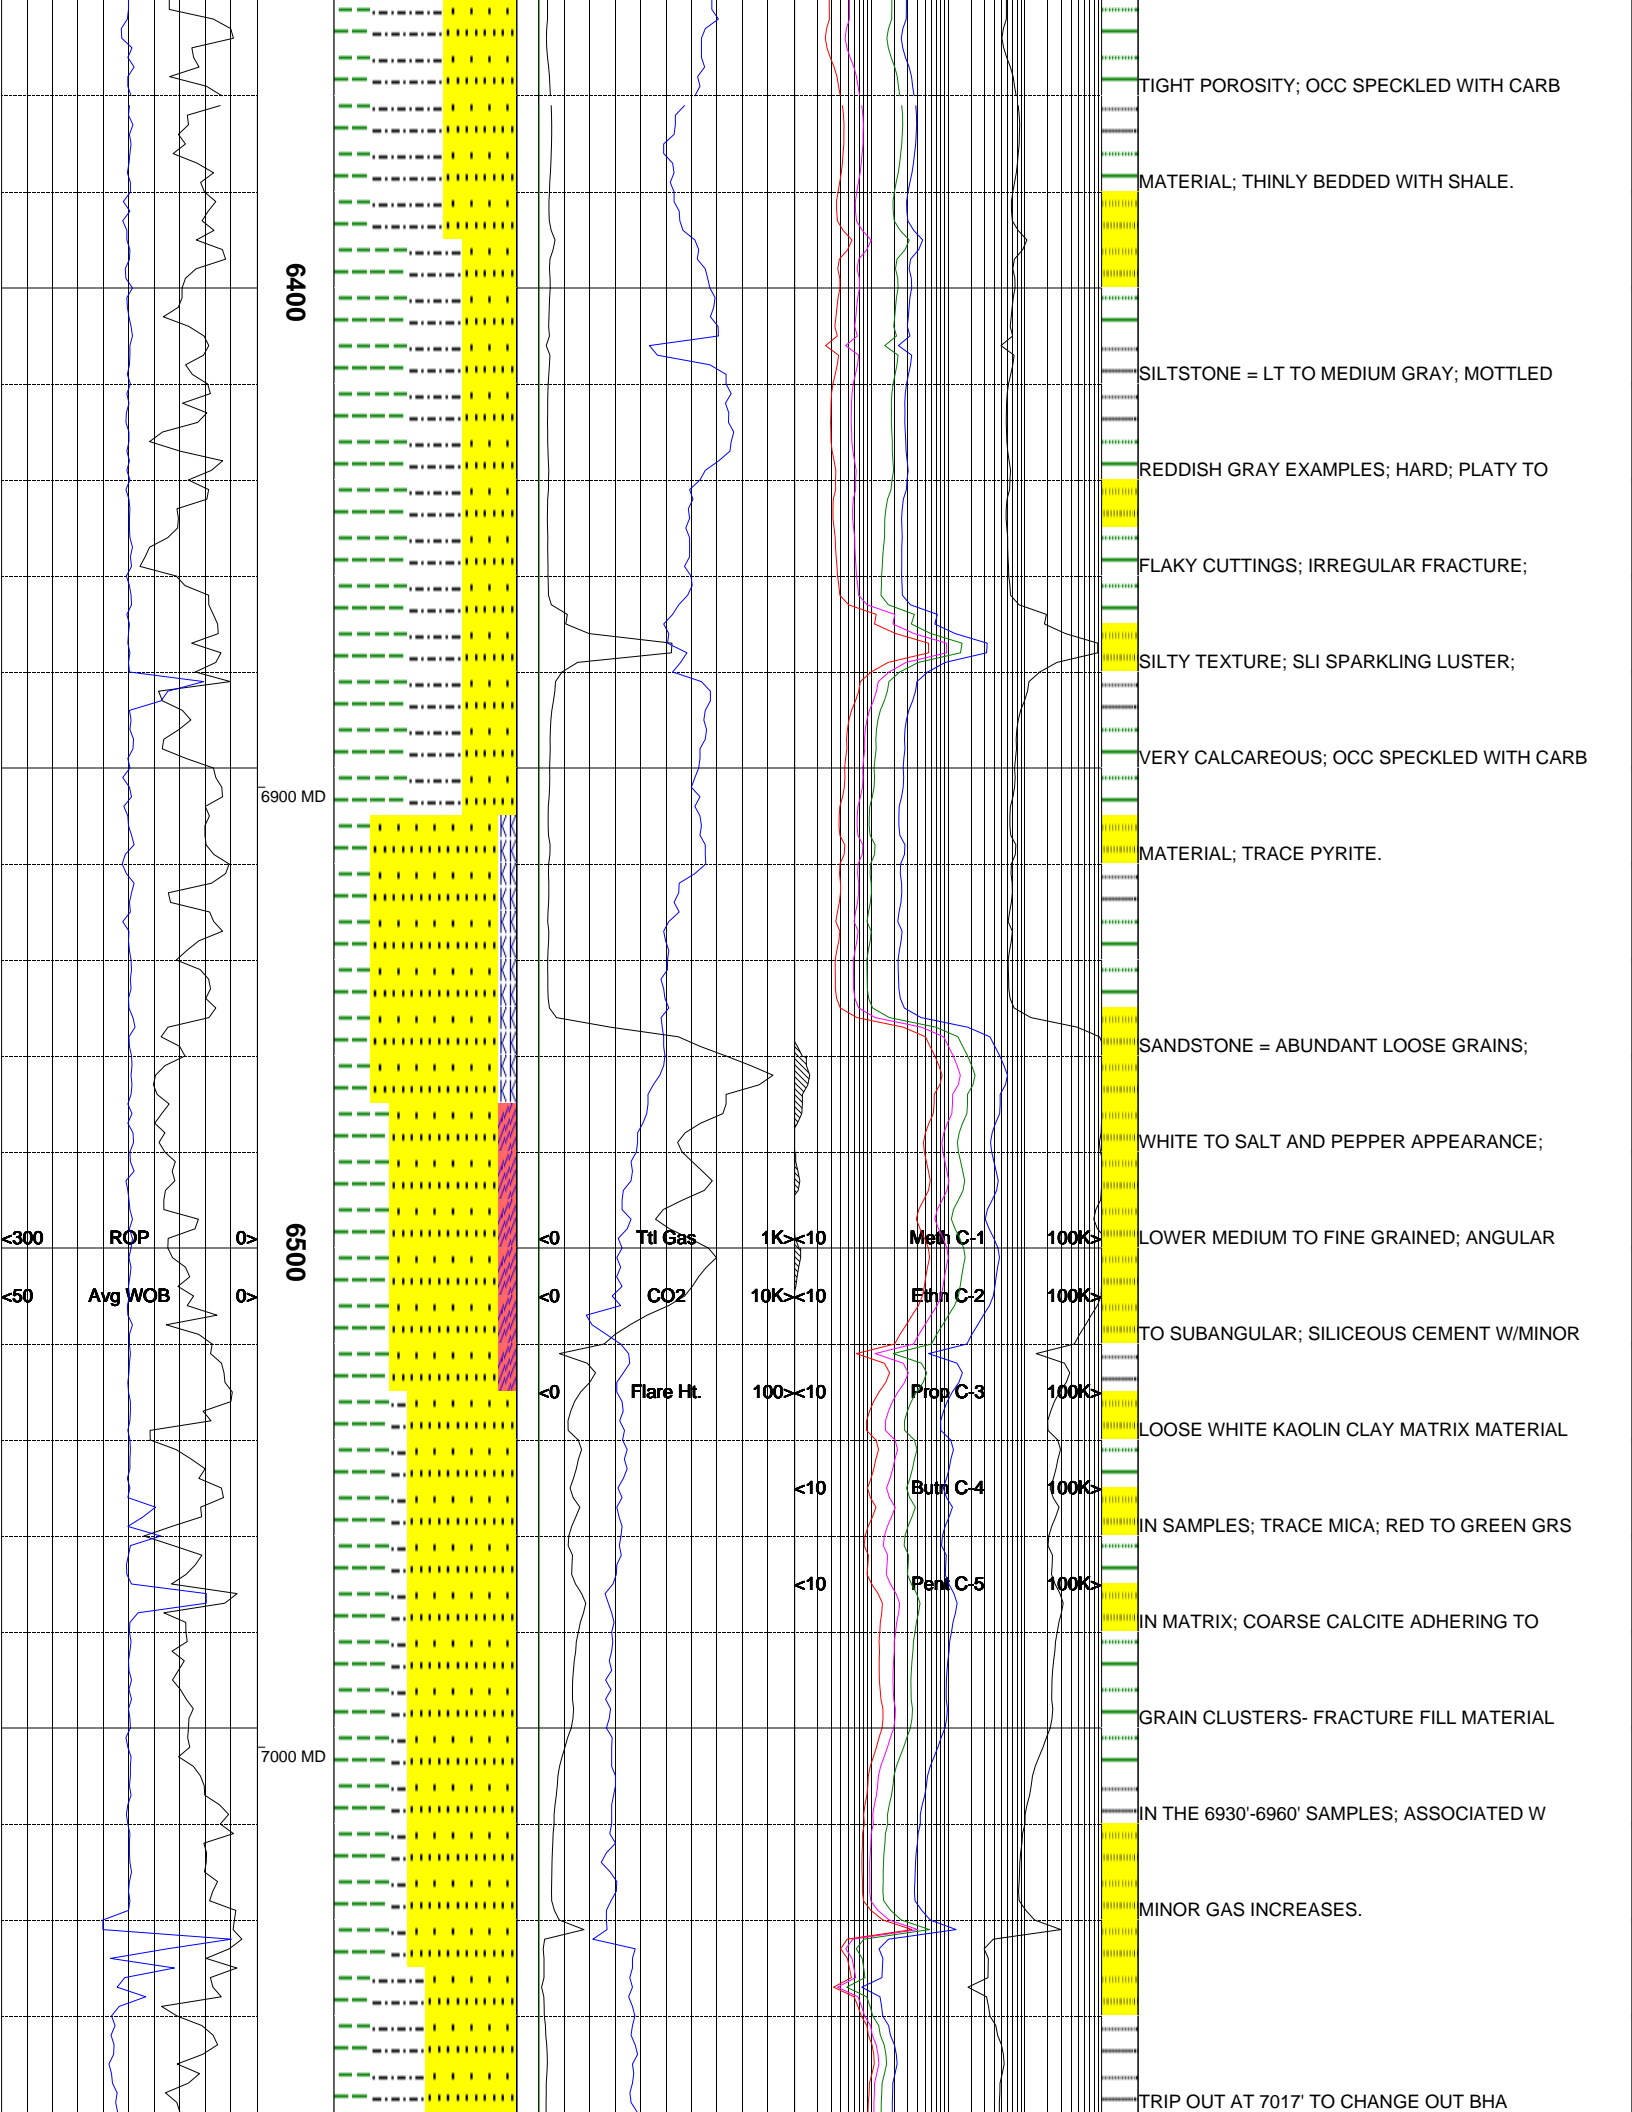 TIGHT POROSITY; OCC SPECKLED WITH CARB
MATERIAL; THINLY BEDDED WITH SHALE.
6400
SILTSTONE = LT TO MEDIUM GRAY; MOTTLED
REDDISH GRAY EXAMPLES; HARD; PLATY TO
FLAKY CUTTINGS; IRREGULAR FRACTURE;
SILTY TEXTURE; SLI SPARKLING LUSTER;
VERY CALCAREOUS; OCC SPECKLED WITH CARB
6900 MD
MATERIAL; TRACE PYRITE.
SANDSTONE = ABUNDANT LOOSE GRAINS;
WHITE TO SALT AND PEPPER APPEARANCE;
<300 ROP 0> 6500 <0 Ttl Gas 1K> <10 Meth C-1 100K> LOWER MEDIUM TO FINE GRAINED; ANGULAR
<50 Avg WOB 0> <0 CO2 10K> <10 Ethn C-2 100K>
TO SUBANGULAR; SILICEOUS CEMENT W/MINOR
<0 Flare Ht. 100> <10 Prop C-3 100K>
LOOSE WHITE KAOLIN CLAY MATRIX MATERIAL
<10 Butn C-4 100K>
IN SAMPLES; TRACE MICA; RED TO GREEN GRS
<10 Pent C-5 100K>
IN MATRIX; COARSE CALCITE ADHERING TO
GRAIN CLUSTERS- FRACTURE FILL MATERIAL
7000 MD
IN THE 6930'-6960' SAMPLES; ASSOCIATED W
MINOR GAS INCREASES.
TRIP OUT AT 7017' TO CHANGE OUT BHA